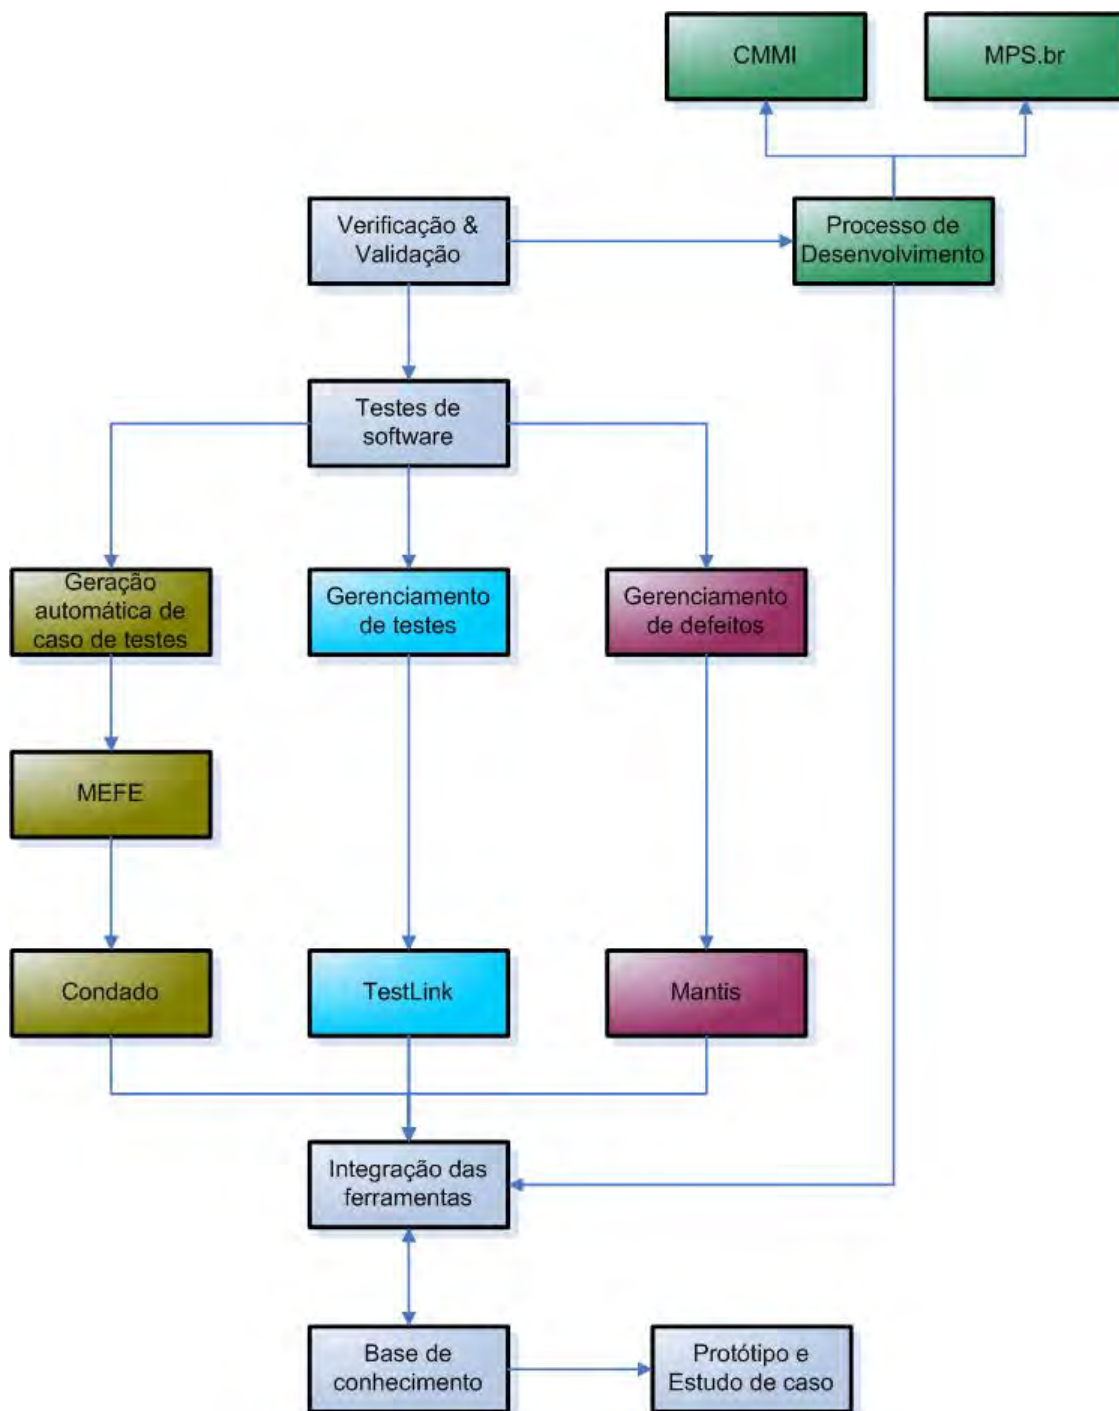 CMMI
MPS.br
Verificação &
Validação
Processo de
Desenvolvimento
Testes de
software
Geração
automática de
caso de testes
Gerenciamento
de testes
Gerenciamento
de defeitos
MEFE
Condado
TestLink
Mantis
Integração das
ferramentas
Base de
conhecimento
Protótipo e
Estudo de caso